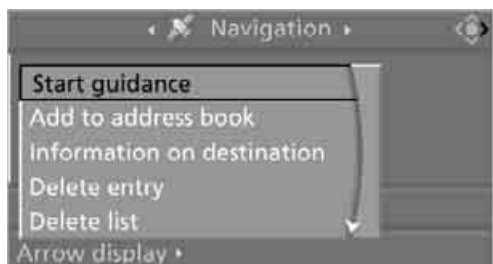 Navigation
Start guidance
Add to address book
Information on destination
Delete entry
Delete list
Arrow display